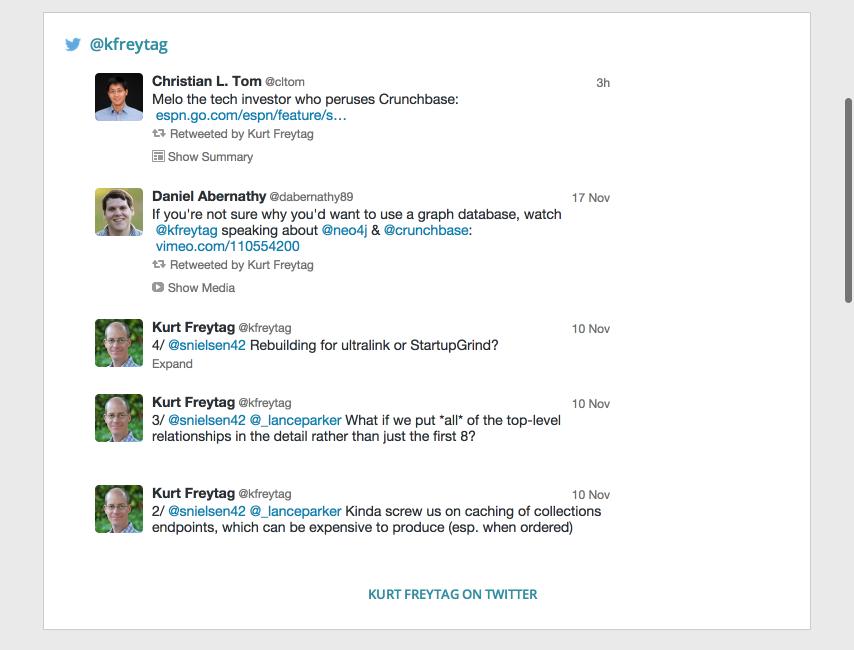 @kfreytag
Christian L. Tom @cltom 3h
Melo the tech investor who peruses Crunchbase:
espn.go.com/espn/feature/s…
Retweeted by Kurt Freytag
Show Summary
Daniel Abernathy @dabernathy89 17 Nov
If you're not sure why you'd want to use a graph database, watch
@kfreytag speaking about @neo4j & @crunchbase:
vimeo.com/110554200
Retweeted by Kurt Freytag
Show Media
Kurt Freytag @kfreytag 10 Nov
4/ @snielsen42 Rebuilding for ultralink or StartupGrind?
Expand
Kurt Freytag @kfreytag 10 Nov
3/ @snielsen42 @_lanceparker What if we put *all* of the top-level
relationships in the detail rather than just the first 8?
Kurt Freytag @kfreytag 10 Nov
2/ @snielsen42 @_lanceparker Kinda screw us on caching of collections
endpoints, which can be expensive to produce (esp. when ordered)
KURT FREYTAG ON TWITTER